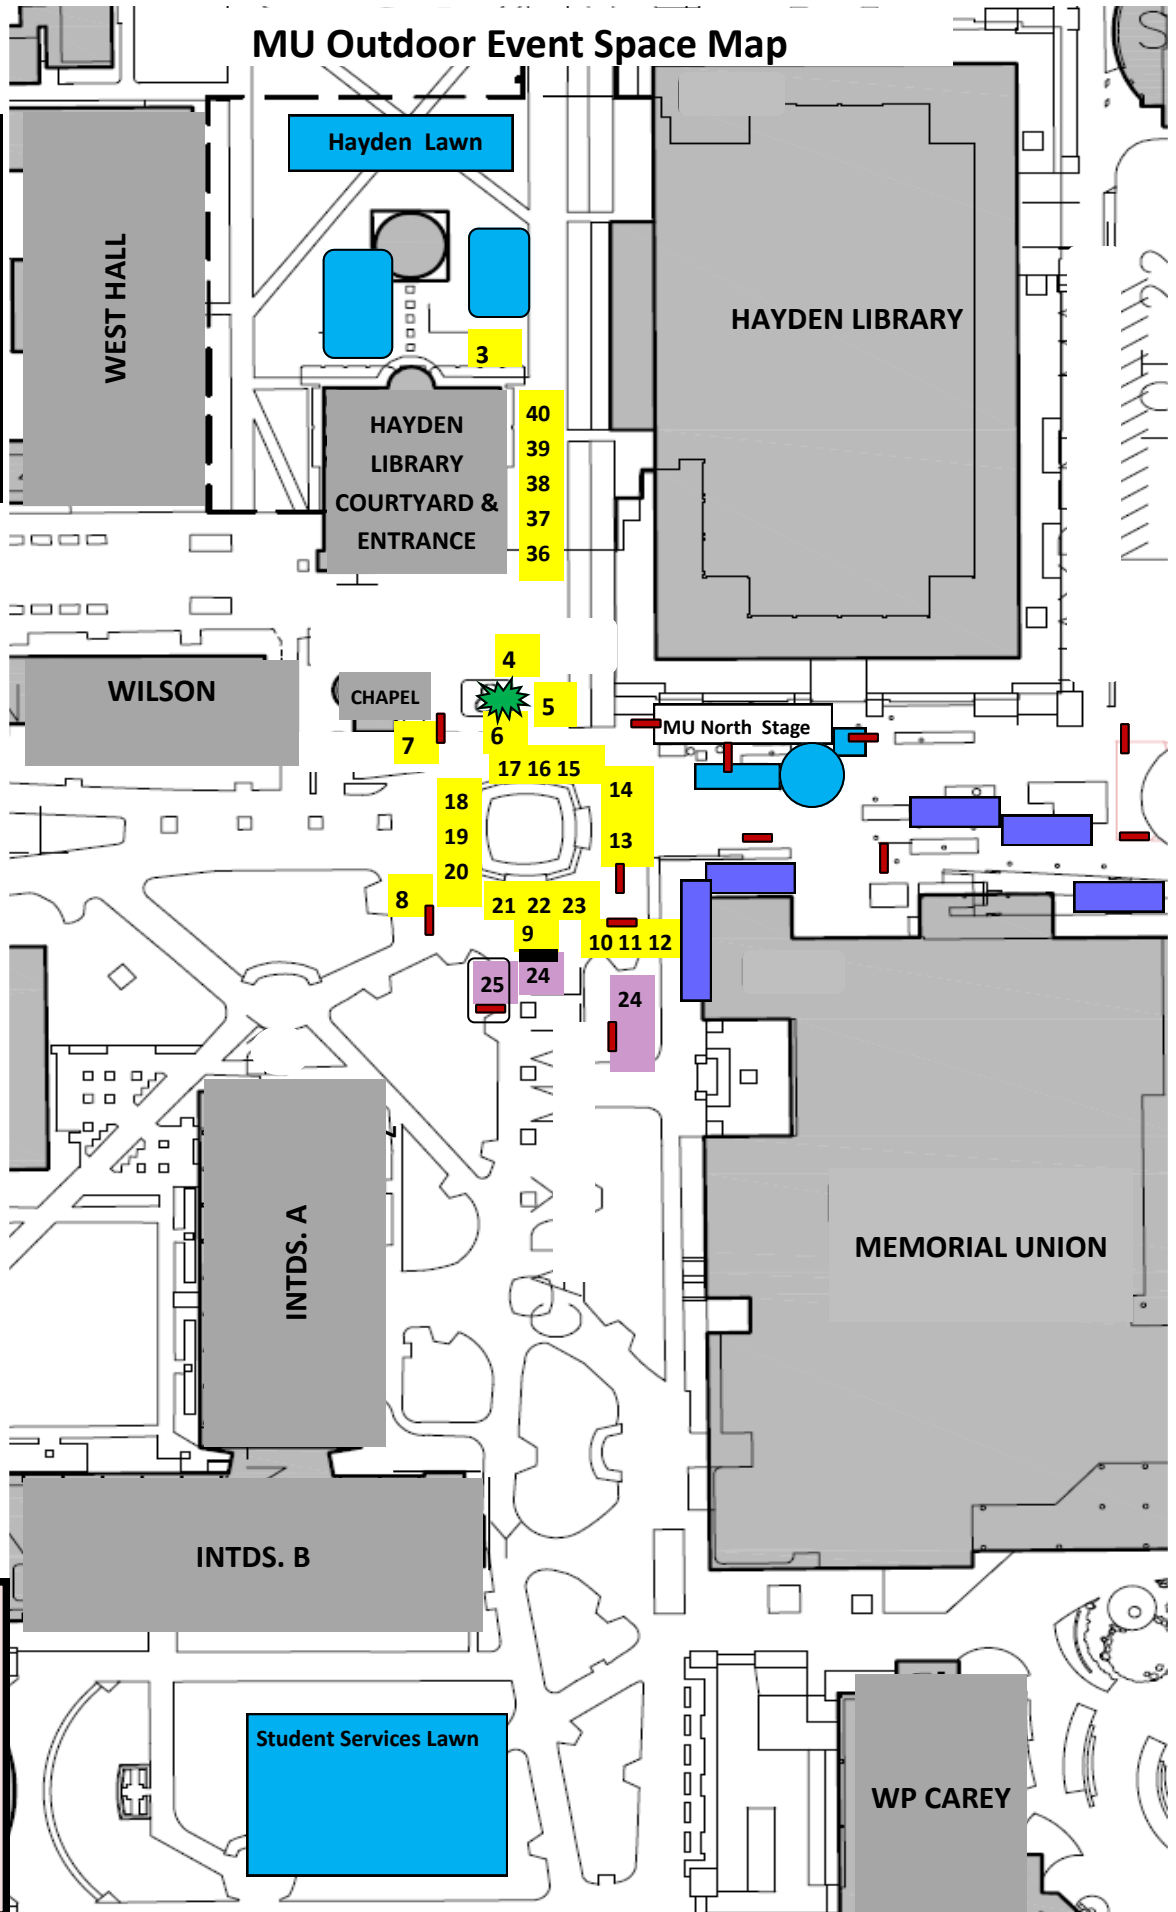 MU Outdoor Event Space Map
S
Hayden Lawn
WEST HALL
HAYDEN LIBRARY
LOT 22
3
HAYDEN
LIBRARY
COURTYARD &
ENTRANCE
40
39
38
37
36
4
WILSON
CHAPEL
5
MU North Stage
6
7
17 16 15
14
18
13
19
20
8
21 22 23
9
10 11 12
24
25
24
INTDS. A
MEMORIAL UNION
INTDS. B
Student Services Lawn
WP CAREY